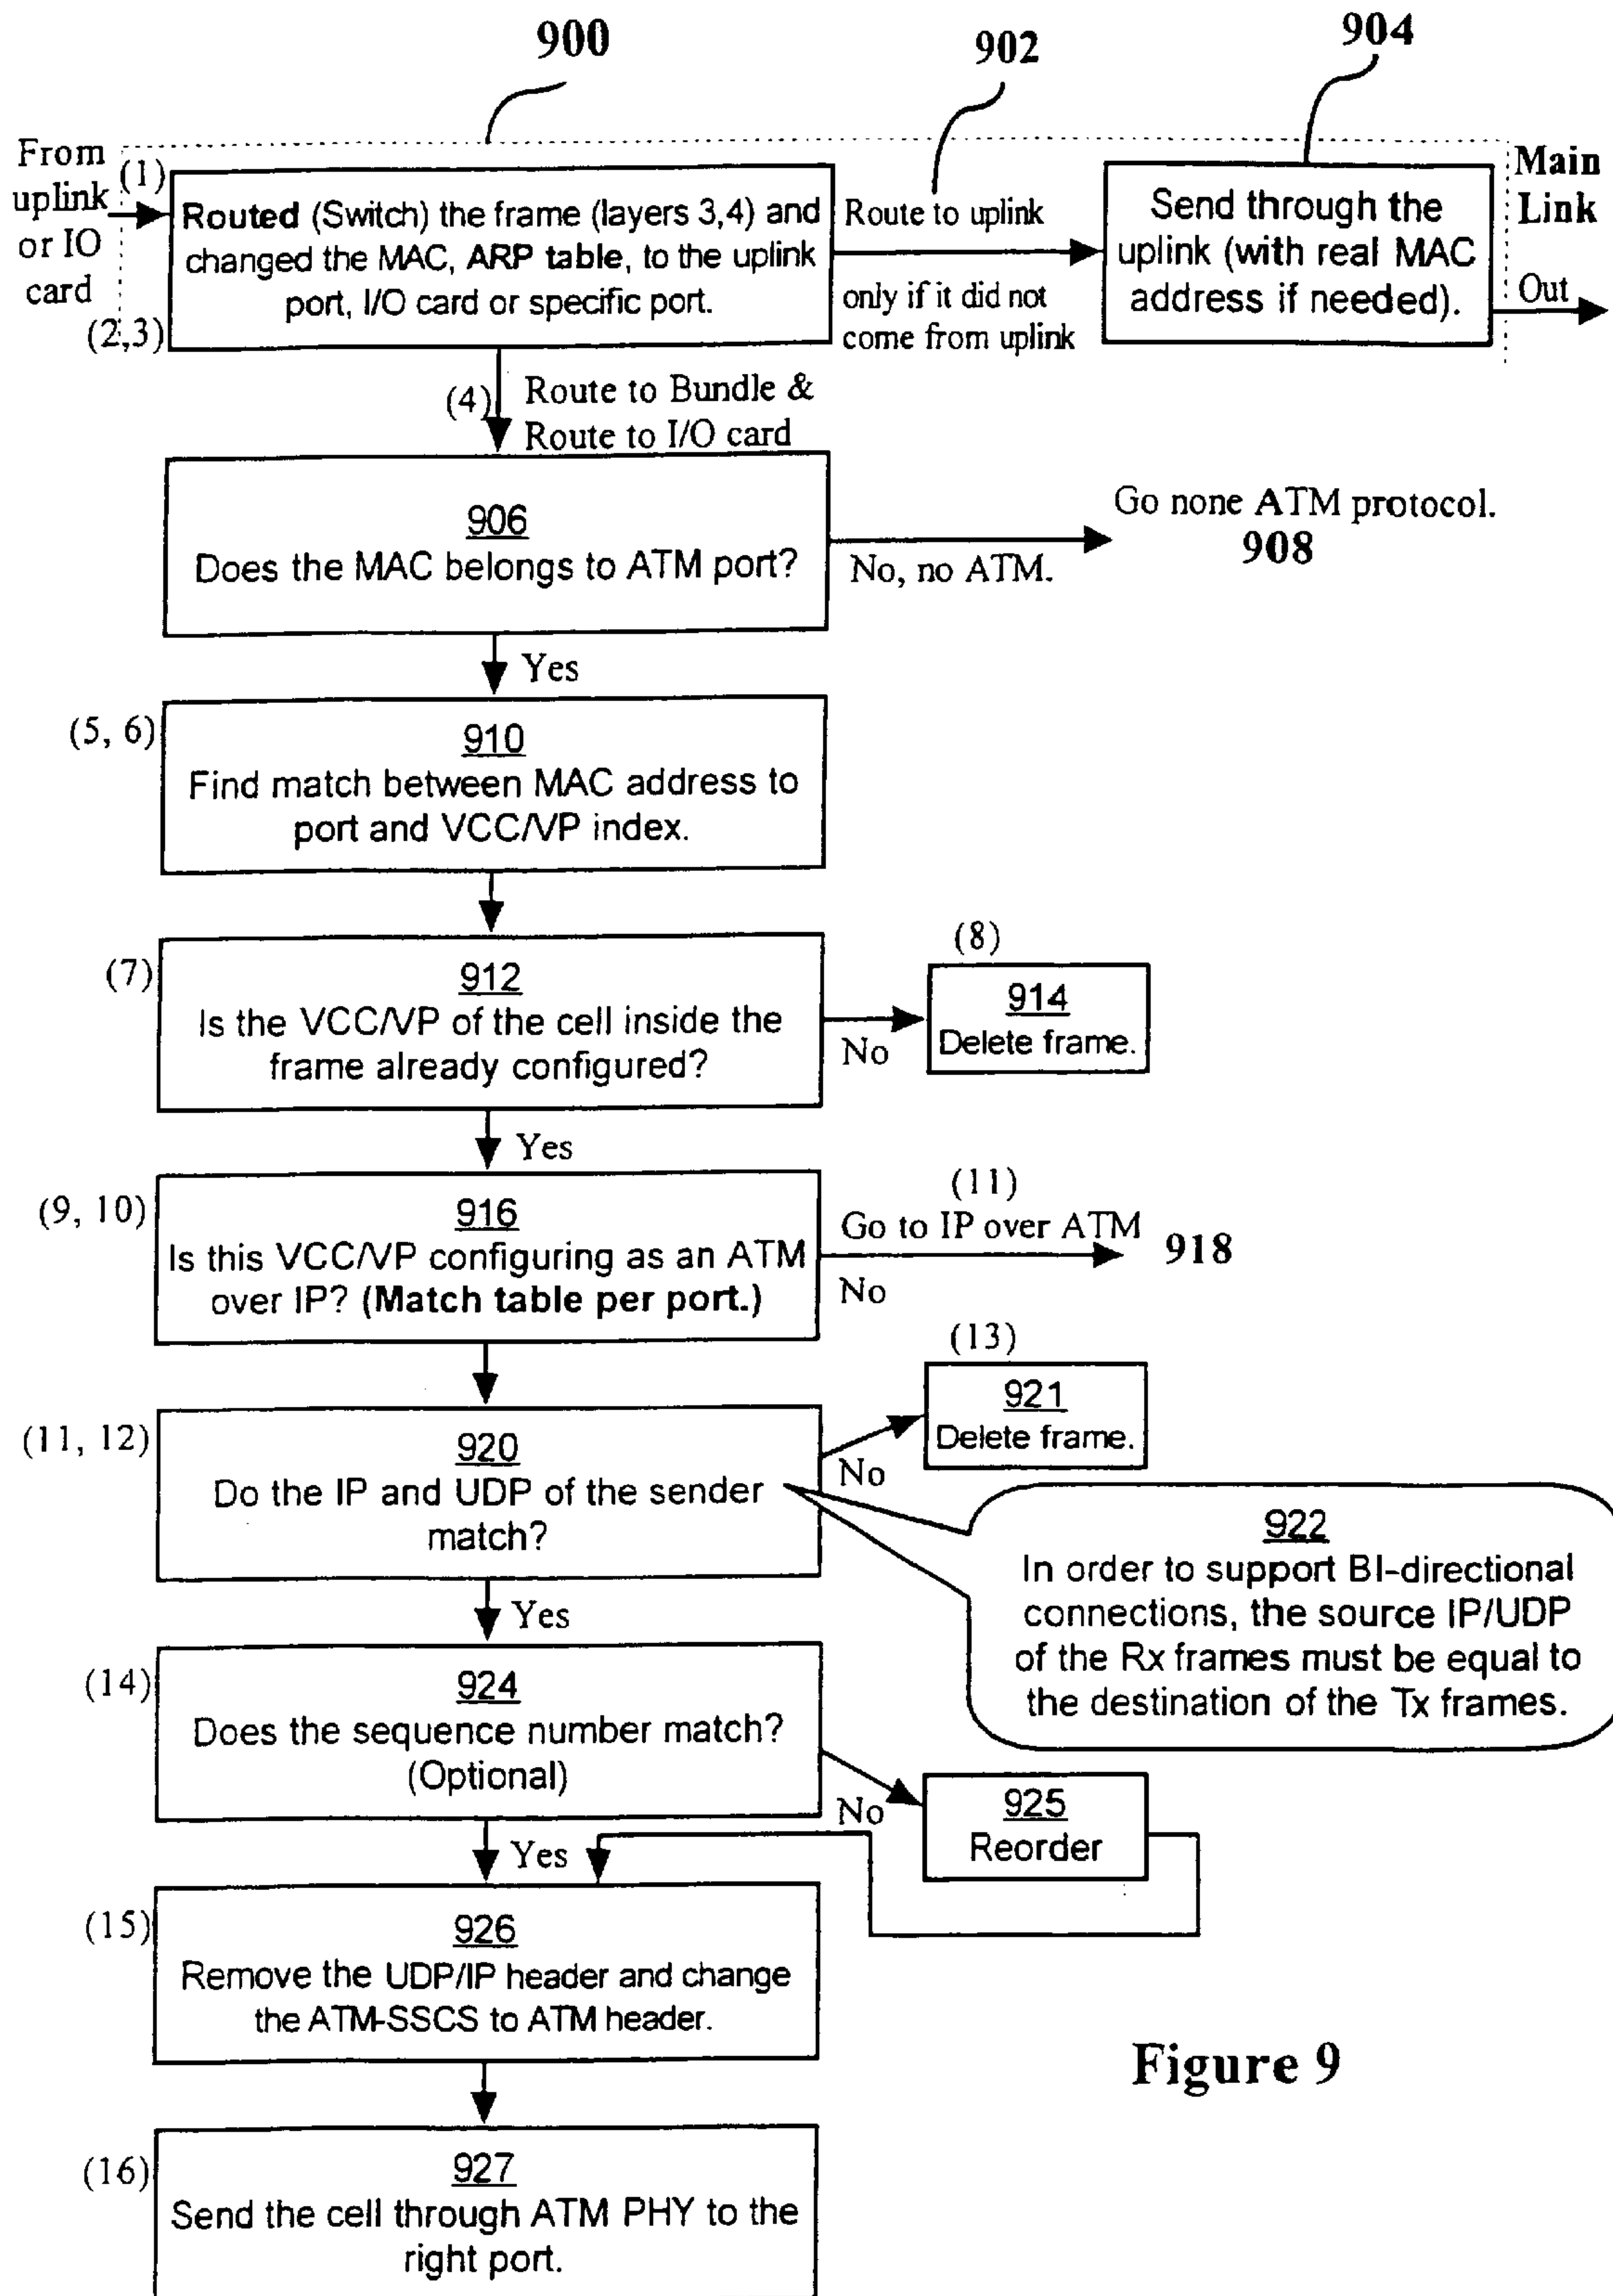 900
902
904
From
uplink
or IO
card
(1)
(2,3)
Routed (Switch) the frame (layers 3,4) and
changed the MAC, ARP table, to the uplink
port, I/O card or specific port.
Route to uplink
only if it did not
come from uplink
Send through the
uplink (with real MAC
address if needed).
Main
Link
Out
(4)
Route to Bundle &
Route to I/O card
906
Does the MAC belongs to ATM port?
No, no ATM.
Go none ATM protocol.
908
Yes
(5, 6)
910
Find match between MAC address to
port and VCC/VP index.
(7)
912
Is the VCC/VP of the cell inside the
frame already configured?
No
(8)
914
Delete frame.
Yes
(9, 10)
916
Is this VCC/VP configuring as an ATM
over IP? (Match table per port.)
(11)
Go to IP over ATM
No
918
(11, 12)
920
Do the IP and UDP of the sender
match?
No
(13)
921
Delete frame.
922
In order to support BI-directional
connections, the source IP/UDP
of the Rx frames must be equal to
the destination of the Tx frames.
Yes
(14)
924
Does the sequence number match?
(Optional)
No
925
Reorder
Yes
(15)
926
Remove the UDP/IP header and change
the ATM-SSCS to ATM header.
(16)
927
Send the cell through ATM PHY to the
right port.
Figure 9